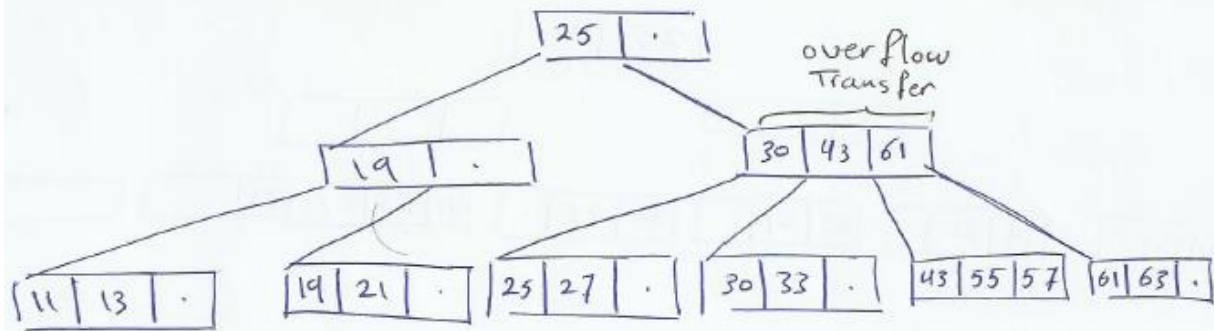 25 .
overflow
Transfer
19 .
30 43 61
11 13 .
19 21 .
25 27 .
30 33 .
43 55 57
61 63 .